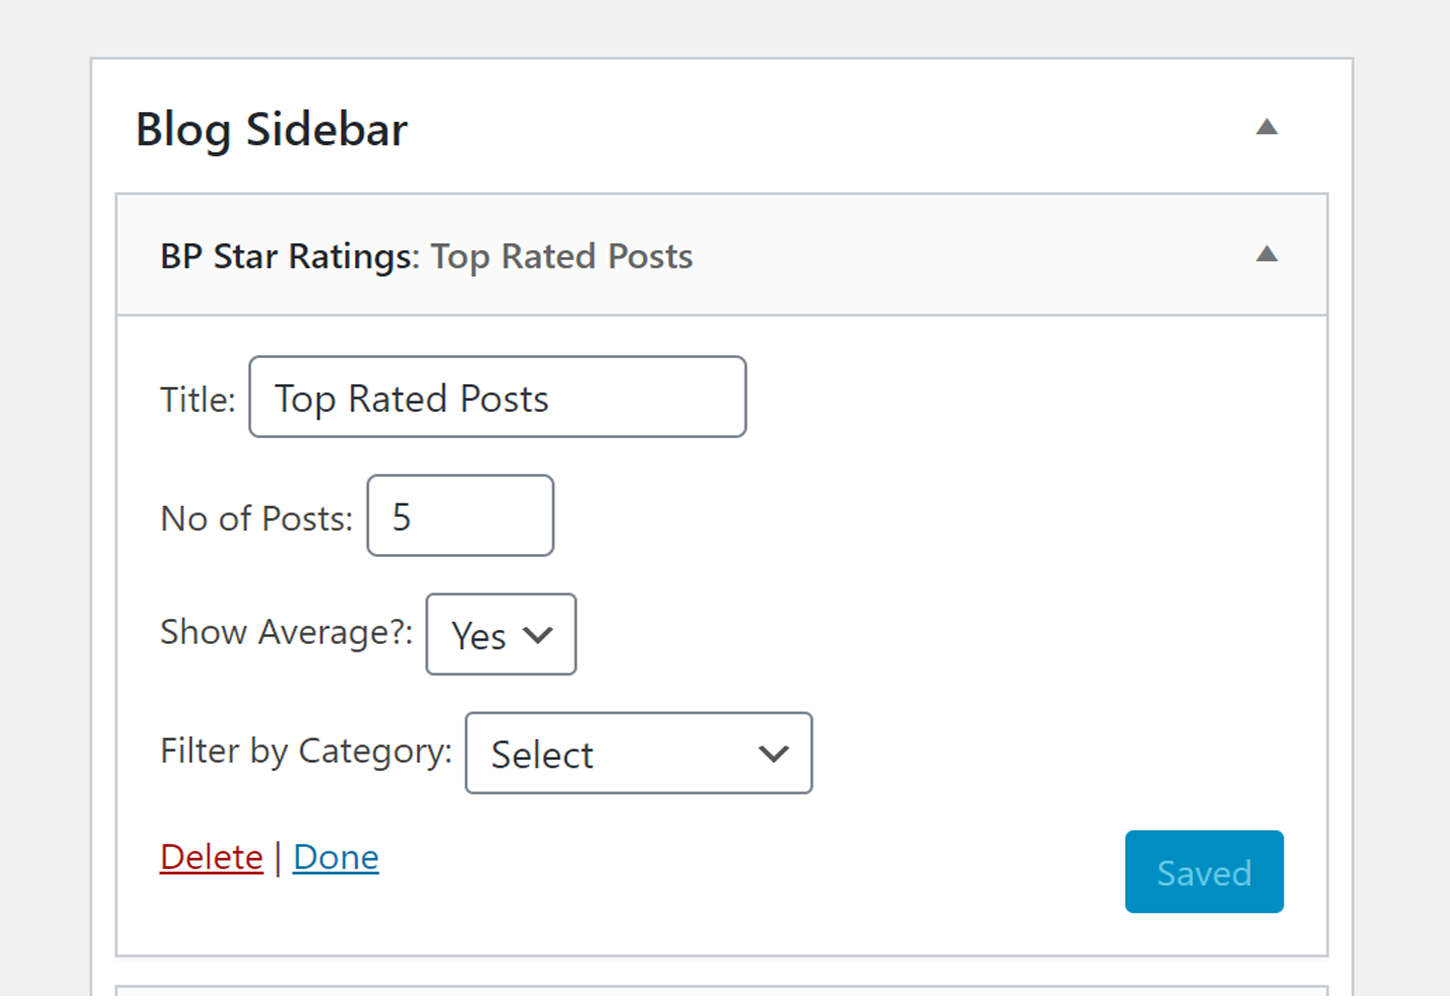 Blog Sidebar
BP Star Ratings: Top Rated Posts
Title: Top Rated Posts
No of Posts: 5
Show Average?: Yes
Filter by Category: Select
Delete | Done
Saved